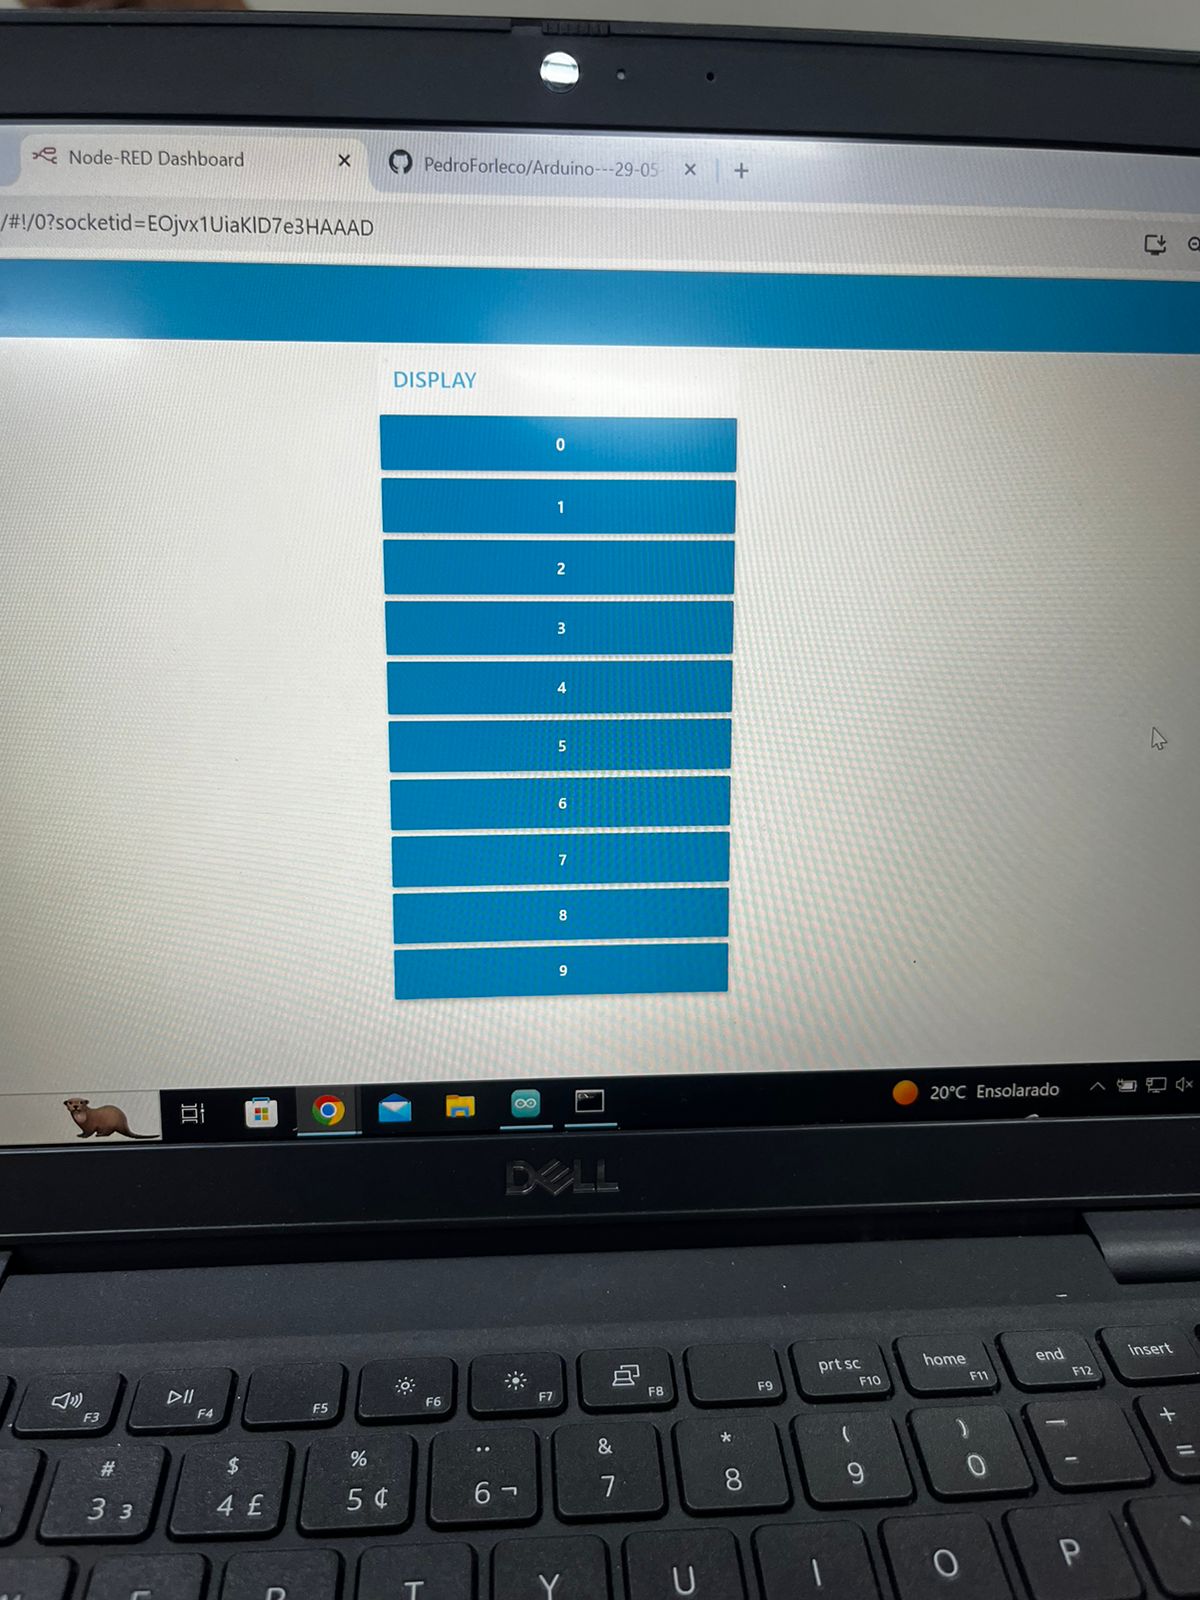 Node-RED Dashboard
PedroForleco/Arduino---29-05-
/#!/0?socketid=EOjvx1UiaKlD7e3HAAAD
DISPLAY
0
1
2
3
4
5
6
7
8
9
20°C Ensolarado
DELL
F3 F4 F5 F6 F7 F8 F9 prt sc F10 home F11 end F12 insert
# $ % ¨ & * ( ) — +
3 ³ 4 £ 5 ¢ 6 ¬ 7 8 9 0 - =
T Y U I O P